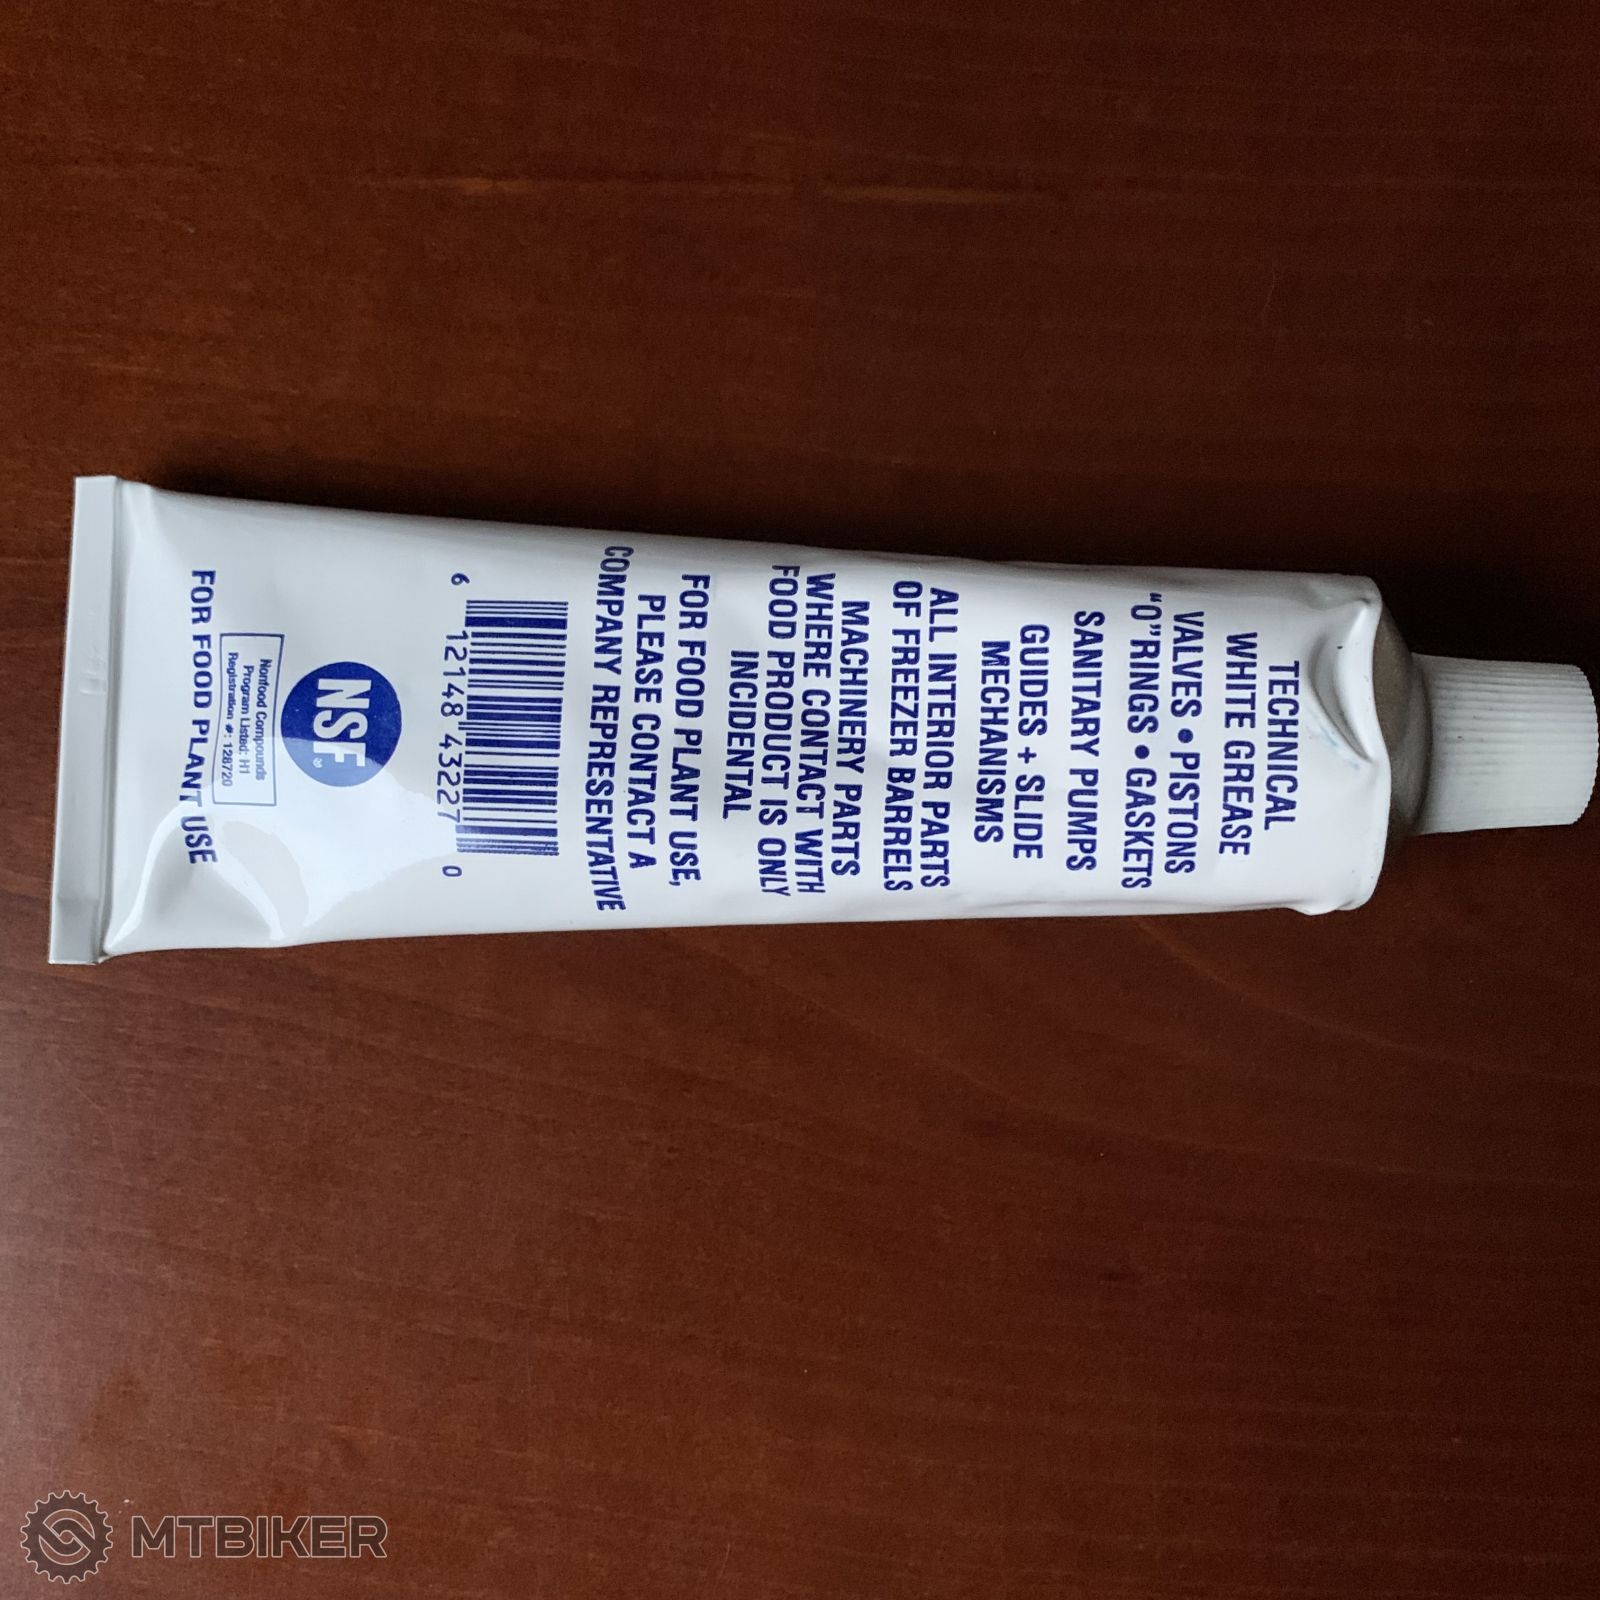 TECHNICAL
WHITE GREASE
VALVES • PISTONS
"O"RINGS • GASKETS
SANITARY PUMPS
GUIDES + SLIDE
MECHANISMS
ALL INTERIOR PARTS
OF FREEZER BARRELS
MACHINERY PARTS
WHERE CONTACT WITH
FOOD PRODUCT IS ONLY
INCIDENTAL
FOR FOOD PLANT USE,
PLEASE CONTACT A
COMPANY REPRESENTATIVE
6 12148 43227 0
NSF®
Nonfood Compounds
Program Listed: H1
Registration #: 128720
FOR FOOD PLANT USE
MTBIKER